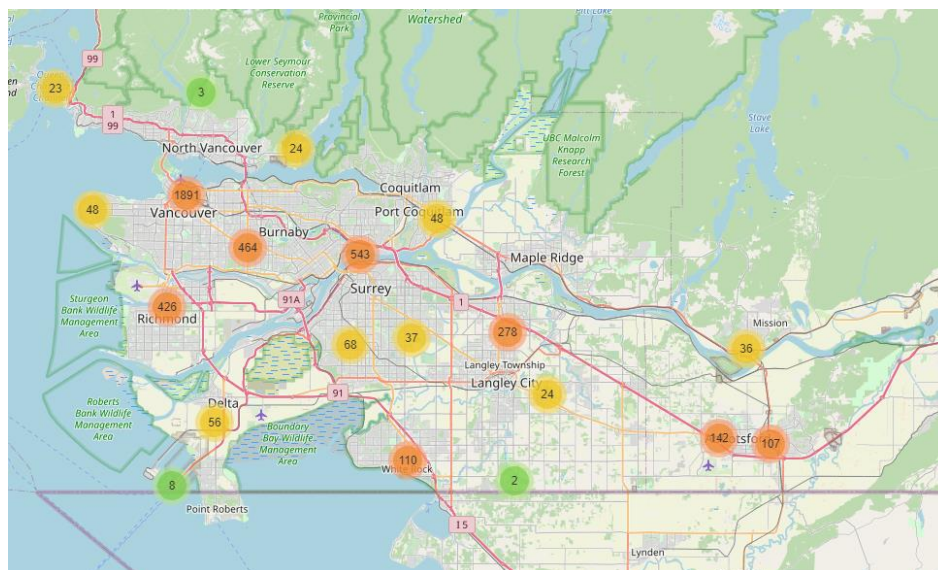 Provincial
Park
Watershed
Pitt Lake
99
Lower Seymour
Conservation
Reserve
23
3
1
99
North Vancouver
24
UBC Malcolm
Knapp
Research
Forest
Stave
Lake
Coquitlam
1891
Vancouver
48
Port Coquitlam
48
Burnaby
464
543
Maple Ridge
Surrey
91A
1
Sturgeon
Bank Wildlife
Management
Area
426
Richmond
278
Mission
68
37
36
Langley Township
Langley City
91
24
Roberts
Bank Wildlife
Management
Area
Delta
56
Boundary
Bay Wildlife
Management
Area
142
107
110
White Rock
8
2
Point Roberts
I 5
Lynden